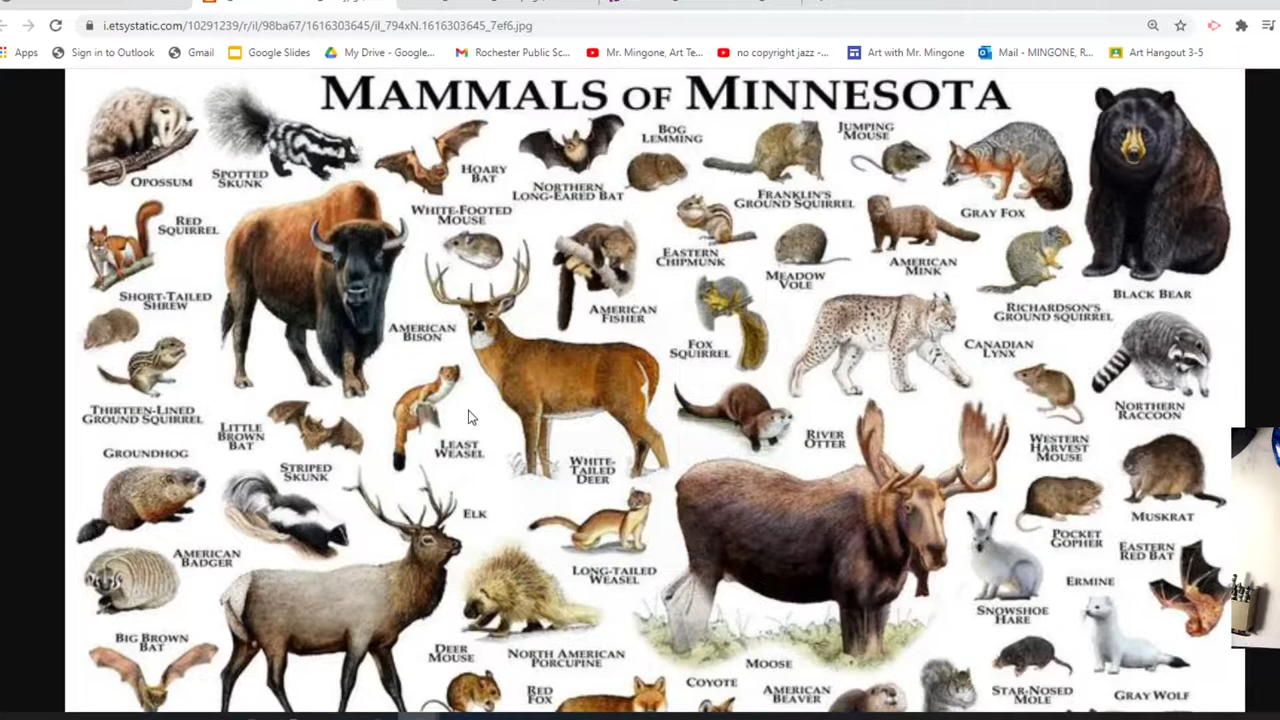 i.etsystatic.com/10291239/r/il/98ba67/1616303645/il_794xN.1616303645_7ef6.jpg
Apps Sign in to Outlook Gmail Google Slides My Drive - Google... Rochester Public Sc... Mr. Mingone, Art Te... no copyright jazz -... Art with Mr. Mingone Mail - MINGONE, R... Art Hangout 3-5
MAMMALS OF MINNESOTA
OPOSSUM
SPOTTED
SKUNK
HOARY
BAT
NORTHERN
LONG-EARED BAT
BOG
LEMMING
FRANKLIN'S
GROUND SQUIRREL
JUMPING
MOUSE
GRAY FOX
BLACK BEAR
RED
SQUIRREL
WHITE-FOOTED
MOUSE
EASTERN
CHIPMUNK
MEADOW
VOLE
AMERICAN
MINK
RICHARDSON'S
GROUND SQUIRREL
SHORT-TAILED
SHREW
AMERICAN
BISON
AMERICAN
FISHER
FOX
SQUIRREL
CANADIAN
LYNX
NORTHERN
RACCOON
THIRTEEN-LINED
GROUND SQUIRREL
LITTLE
BROWN
BAT
LEAST
WEASEL
WHITE-
TAILED
DEER
RIVER
OTTER
WESTERN
HARVEST
MOUSE
GROUNDHOG
STRIPED
SKUNK
ELK
MUSKRAT
POCKET
GOPHER
EASTERN
RED BAT
AMERICAN
BADGER
LONG-TAILED
WEASEL
SNOWSHOE
HARE
ERMINE
BIG BROWN
BAT
DEER
MOUSE
NORTH AMERICAN
PORCUPINE
MOOSE
RED
FOX
COYOTE
AMERICAN
BEAVER
STAR-NOSED
MOLE
GRAY WOLF